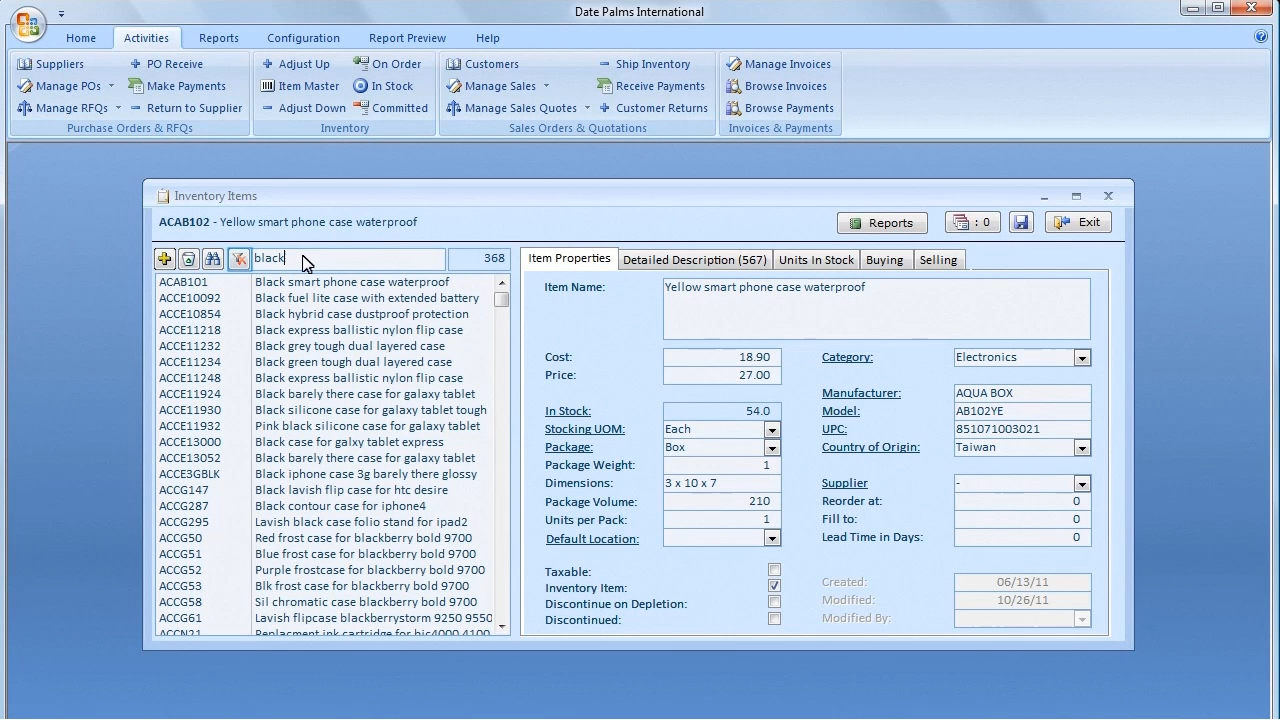 Date Palms International
Home Activities Reports Configuration Report Preview Help
Suppliers PO Receive Adjust Up On Order Customers Ship Inventory Manage Invoices
Manage POs Make Payments Item Master In Stock Manage Sales Receive Payments Browse Invoices
Manage RFQs Return to Supplier Adjust Down Committed Manage Sales Quotes Customer Returns Browse Payments
Purchase Orders & RFQs Inventory Sales Orders & Quotations Invoices & Payments
Inventory Items
ACAB102 - Yellow smart phone case waterproof Reports : 0 Exit
black 368
ACAB101 Black smart phone case waterproof
ACCE10092 Black fuel lite case with extended battery
ACCE10854 Black hybrid case dustproof protection
ACCE11218 Black express ballistic nylon flip case
ACCE11232 Black grey tough dual layered case
ACCE11234 Black green tough dual layered case
ACCE11248 Black express ballistic nylon flip case
ACCE11924 Black barely there case for galaxy tablet
ACCE11930 Black silicone case for galaxy tablet tough
ACCE11932 Pink black silicone case for galaxy tablet
ACCE13000 Black case for galxy tablet express
ACCE13052 Black barely there case for galaxy tablet
ACCE3GBLK Black iphone case 3g barely there glossy
ACCG147 Black lavish flip case for htc desire
ACCG287 Black contour case for iphone4
ACCG295 Lavish black case folio stand for ipad2
ACCG50 Red frost case for blackberry bold 9700
ACCG51 Blue frost case for blackberry bold 9700
ACCG52 Purple frostcase for blackberry bold 9700
ACCG53 Blk frost case for blackberry bold 9700
ACCG58 Sil chromatic case blackberry bold 9700
ACCG61 Lavish flipcase blackberrystorm 9250 9550
ACCN21 Replacment ink cartridge for bjc4000 4100
Item Properties Detailed Description (567) Units In Stock Buying Selling
Item Name: Yellow smart phone case waterproof
Cost: 18.90
Price: 27.00
In Stock: 54.0
Stocking UOM: Each
Package: Box
Package Weight: 1
Dimensions: 3 x 10 x 7
Package Volume: 210
Units per Pack: 1
Default Location:
Taxable:
Inventory Item:
Discontinue on Depletion:
Discontinued:
Category: Electronics
Manufacturer: AQUA BOX
Model: AB102YE
UPC: 851071003021
Country of Origin: Taiwan
Supplier -
Reorder at: 0
Fill to: 0
Lead Time in Days: 0
Created: 06/13/11
Modified: 10/26/11
Modified By: